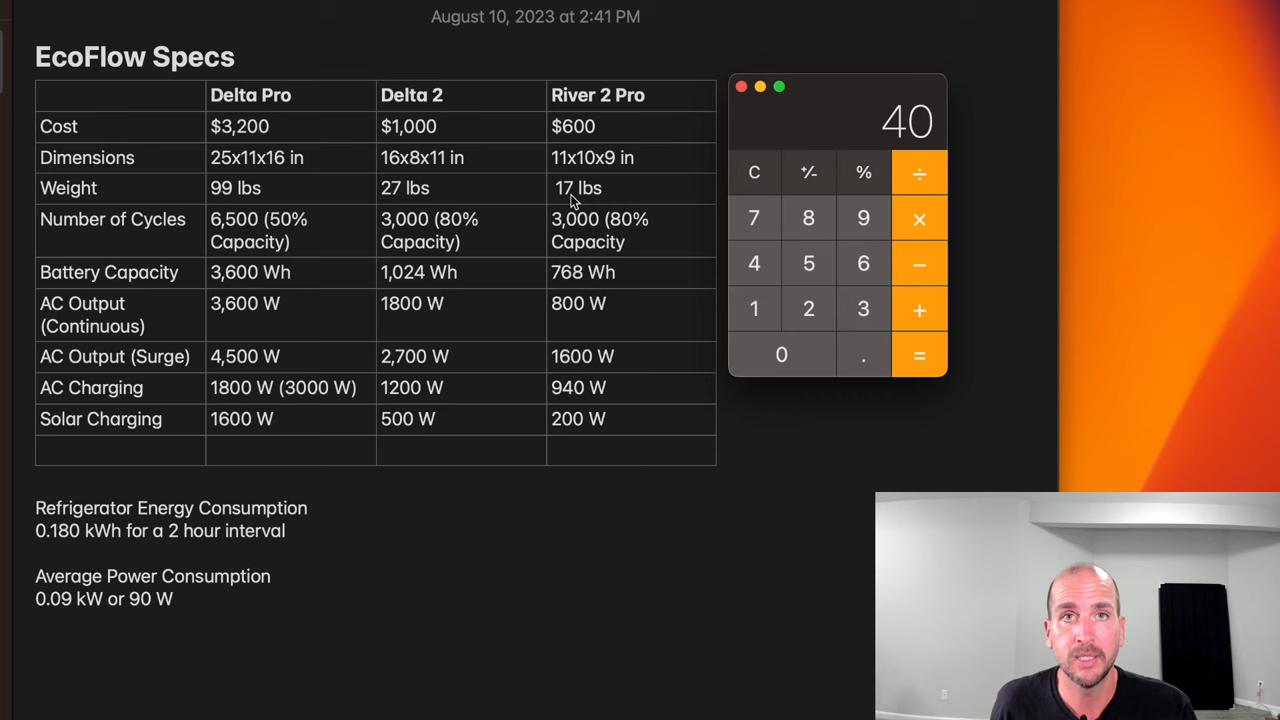 August 10, 2023 at 2:41 PM
EcoFlow Specs
Delta Pro Delta 2 River 2 Pro
Cost $3,200 $1,000 $600
Dimensions 25x11x16 in 16x8x11 in 11x10x9 in
Weight 99 lbs 27 lbs 17 lbs
Number of Cycles 6,500 (50% 3,000 (80% 3,000 (80%
Capacity) Capacity) Capacity
Battery Capacity 3,600 Wh 1,024 Wh 768 Wh
AC Output 3,600 W 1800 W 800 W
(Continuous)
AC Output (Surge) 4,500 W 2,700 W 1600 W
AC Charging 1800 W (3000 W) 1200 W 940 W
Solar Charging 1600 W 500 W 200 W
Refrigerator Energy Consumption
0.180 kWh for a 2 hour interval
Average Power Consumption
0.09 kW or 90 W
40
C +/- % ÷
7 8 9 ×
4 5 6 −
1 2 3 +
0 . =